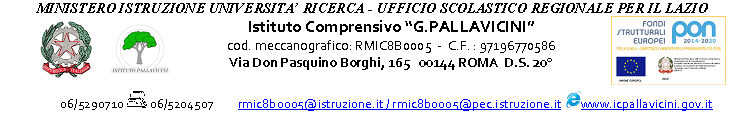 MINISTERO ISTRUZIONE UNIVERSITA' RICERCA - UFFICIO SCOLASTICO REGIONALE PER IL LAZIO
Istituto Comprensivo "G.PALLAVICINI"
cod. meccanografico: RMIC8B0005 - C.F. : 97196770586
Via Don Pasquino Borghi, 165 00144 ROMA D.S. 20°
ISTITUTO PALLAVICINI
FONDI
STRUTTURALI
EUROPEI
pon
2014-2020
06/5290710 06/5204507 rmic8b0005@istruzione.it / rmic8b0005@pec.istruzione.it www.icpallavicini.gov.it